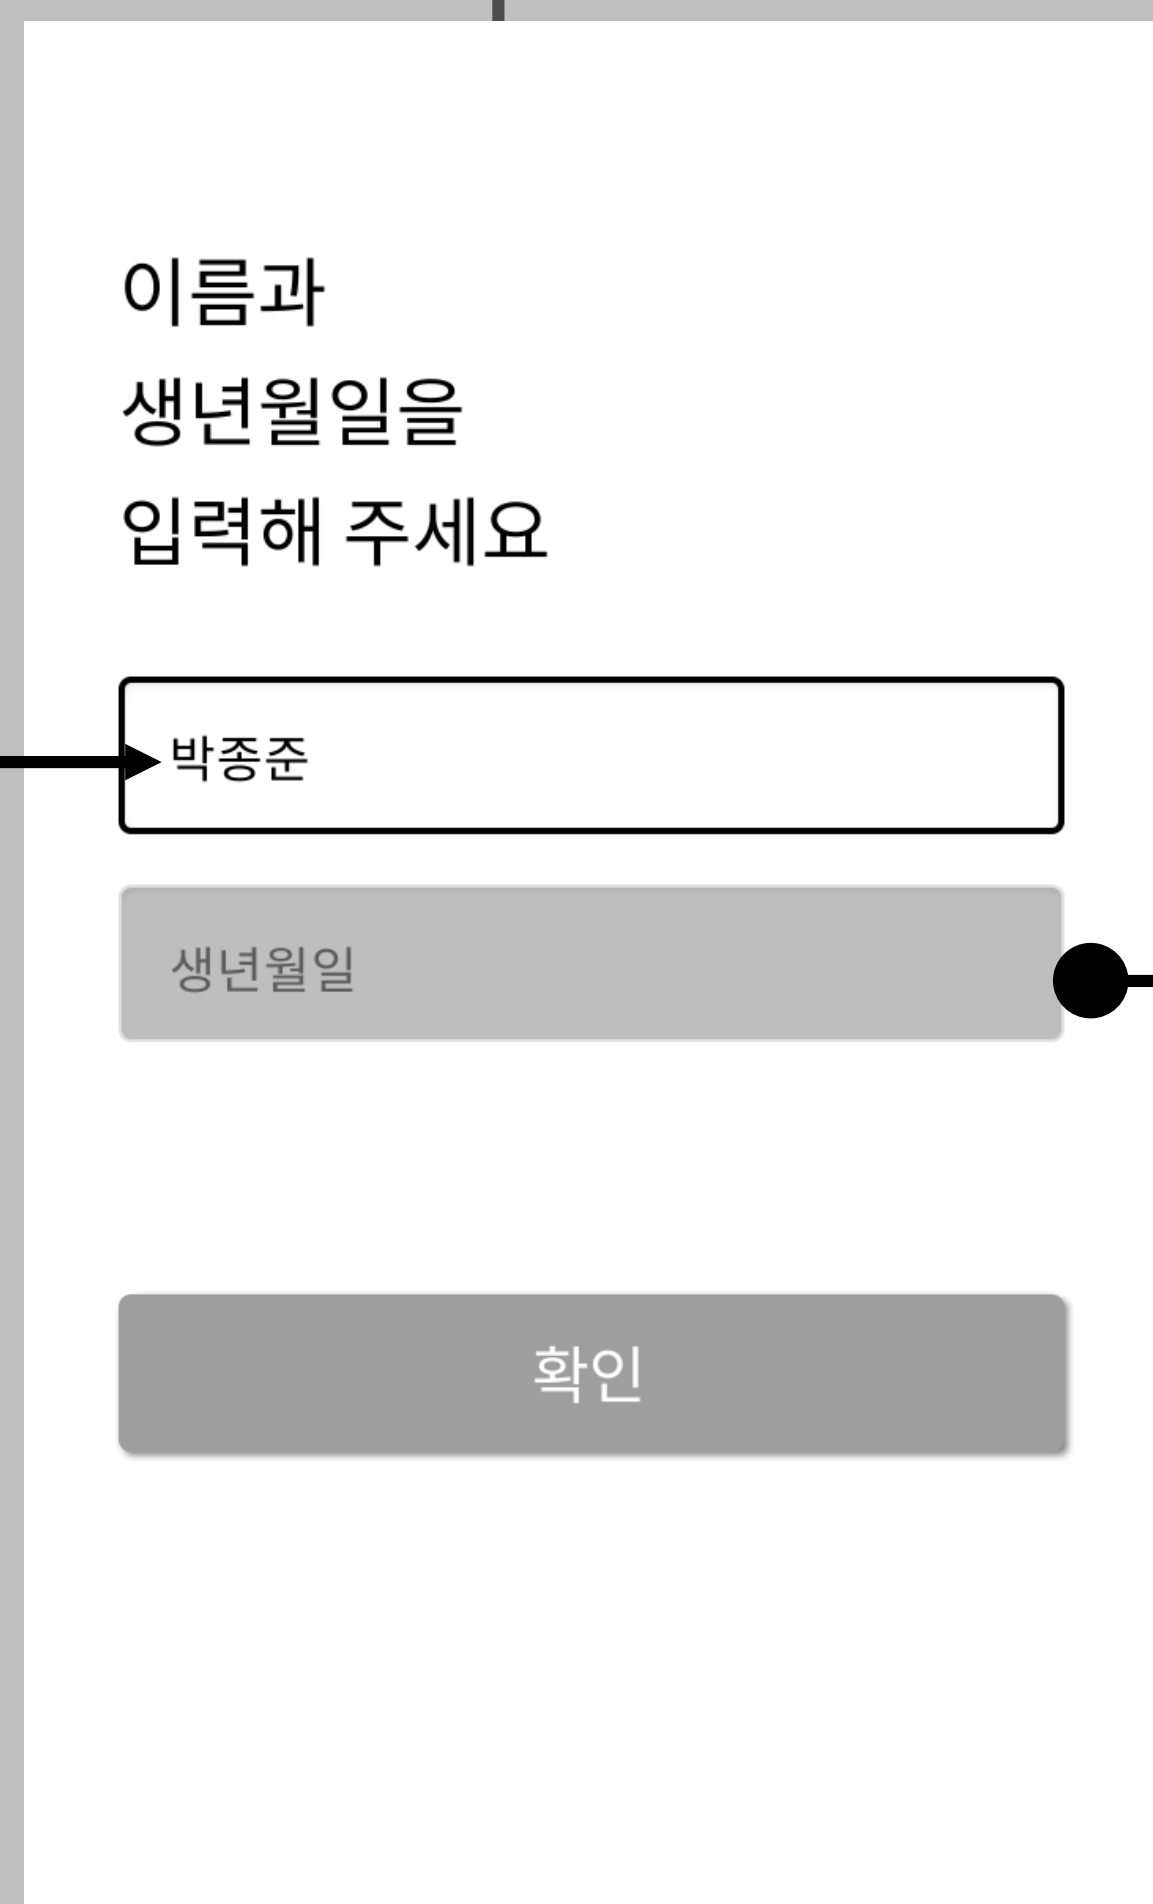 이름과
생년월일을
입력해 주세요
박종준
생년월일
확인